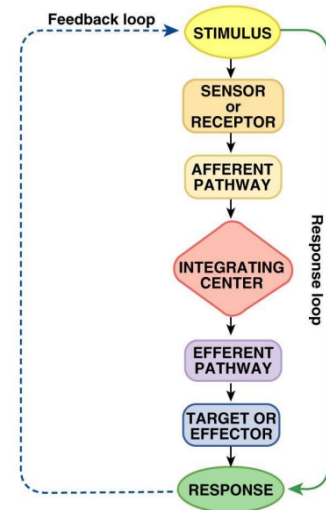 Feedback loop
STIMULUS
SENSOR
or
RECEPTOR
AFFERENT
PATHWAY
INTEGRATING
CENTER
Response loop
EFFERENT
PATHWAY
TARGET OR
EFFECTOR
RESPONSE